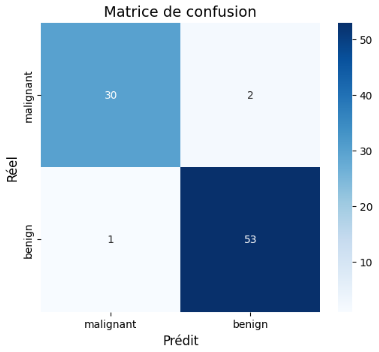 Matrice de confusion
malignant
30
2
Réel
benign
1
53
malignant
benign
Prédit
50
40
30
20
10